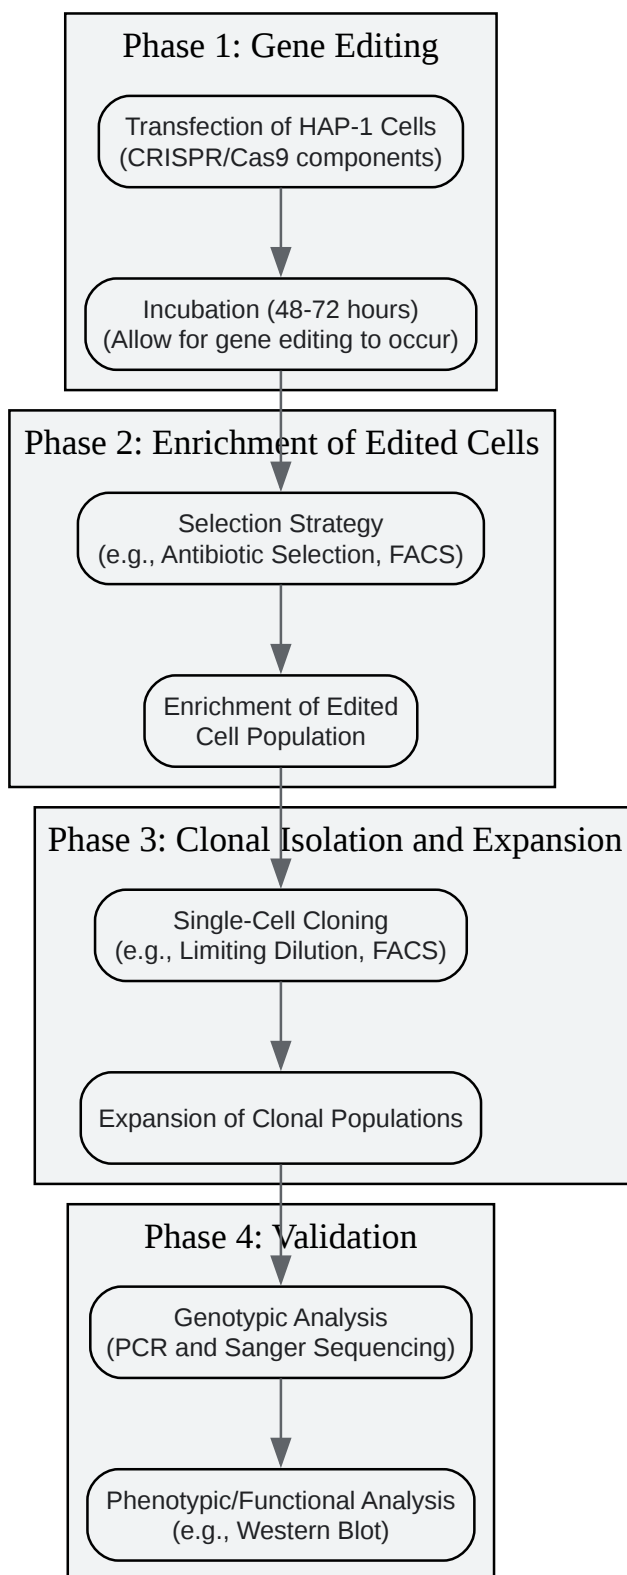 Phase 1: Gene Editing
Transfection of HAP-1 Cells
(CRISPR/Cas9 components)
Incubation (48-72 hours)
(Allow for gene editing to occur)
Phase 2: Enrichment of Edited Cells
Selection Strategy
(e.g., Antibiotic Selection, FACS)
Enrichment of Edited
Cell Population
Phase 3: Clonal Isolation and Expansion
Single-Cell Cloning
(e.g., Limiting Dilution, FACS)
Expansion of Clonal Populations
Phase 4: Validation
Genotypic Analysis
(PCR and Sanger Sequencing)
Phenotypic/Functional Analysis
(e.g., Western Blot)